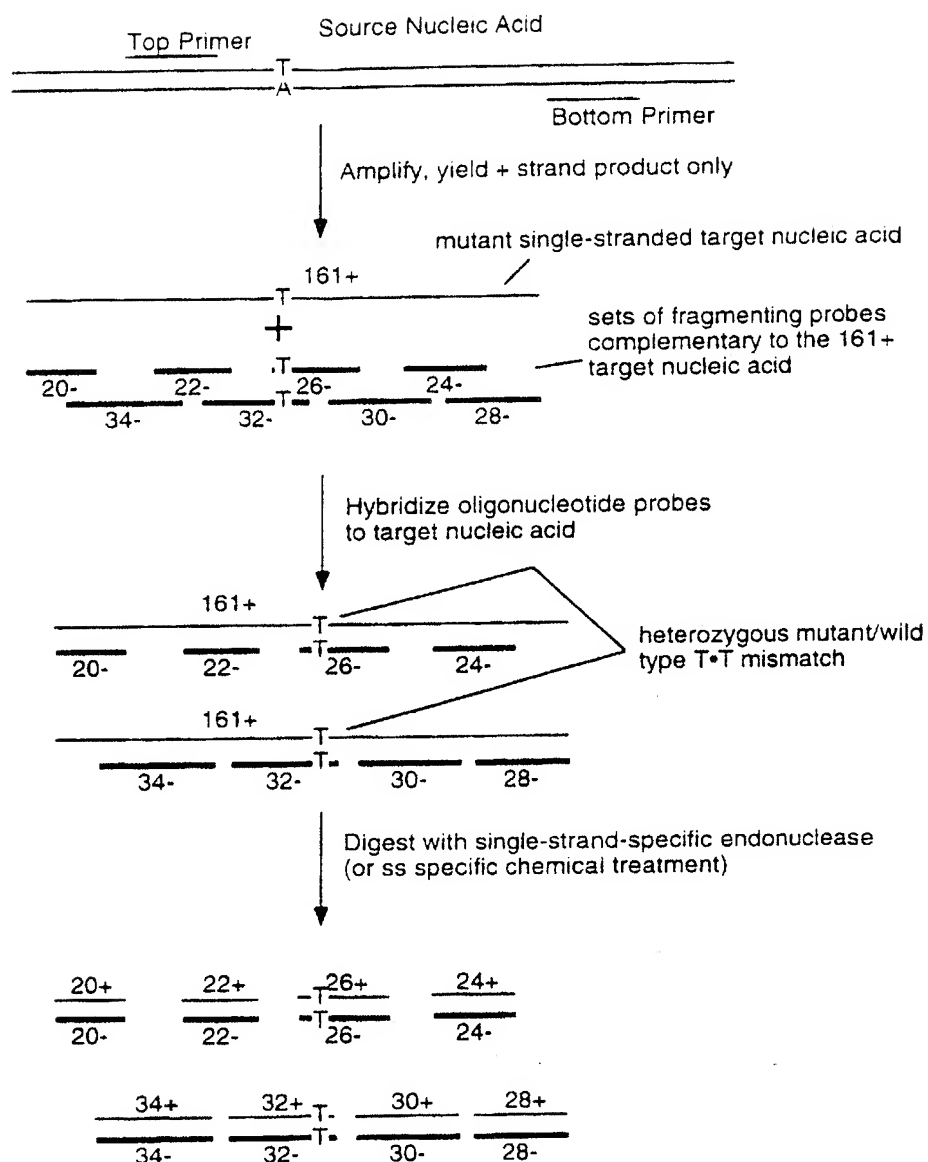 Top Primer Source Nucleic Acid
T
A
Bottom Primer
Amplify, yield + strand product only
mutant single-stranded target nucleic acid
161+
T
+
sets of fragmenting probes
complementary to the 161+
target nucleic acid
T
20- 22- 26- 24-
T
34- 32- 30- 28-
Hybridize oligonucleotide probes
to target nucleic acid
161+
T
T
20- 22- 26- 24-
heterozygous mutant/wild
type T•T mismatch
161+
T
T
34- 32- 30- 28-
Digest with single-strand-specific endonuclease
(or ss specific chemical treatment)
20+ 22+ 26+ 24+
T
T
20- 22- 26- 24-
34+ 32+ T 30+ 28+
T
34- 32- 30- 28-